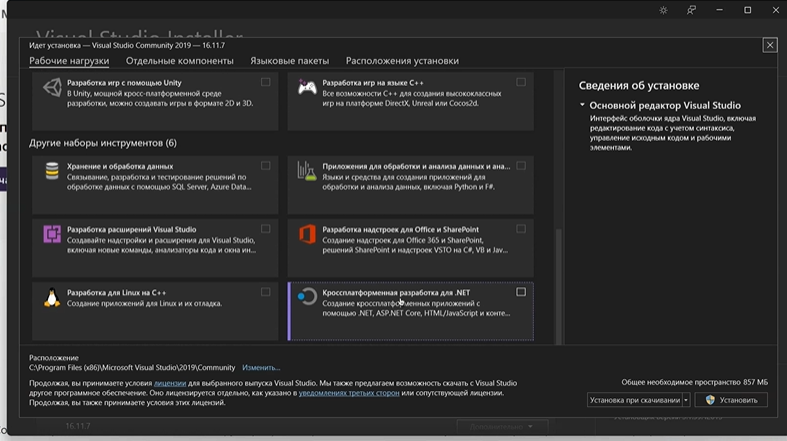 Visual Studio Installer
Идет установка — Visual Studio Community 2019 — 16.11.7
Рабочие нагрузки
Отдельные компоненты
Языковые пакеты
Расположения установки
Разработка игр с помощью Unity
В Unity, мощной кросс-платформенной среде
разработки, можно создавать игры в формате 2D и 3D.
Разработка игр на языке C++
Все возможности C++ для создания высококлассных
игр на платформе DirectX, Unreal или Cocos2d.
Другие наборы инструментов (6)
Хранение и обработка данных
Связывание, разработка и тестирование решений по
обработке данных с помощью SQL Server, Azure Data...
Приложения для обработки и анализа данных и ана...
Языки и средства для создания приложений для
обработки и анализа данных, включая Python и F#.
Разработка расширений Visual Studio
Создавайте надстройки и расширения для Visual Studio,
включая новые команды, анализаторы кода и окна ин...
Разработка надстроек для Office и SharePoint
Создание надстроек для Office 365 и SharePoint,
решений SharePoint и надстроек VSTO на C#, VB и Jav...
Разработка для Linux на C++
Создание приложений для Linux и их отладка.
Кроссплатформенная разработка для .NET
Создание кроссплатформенных приложений с
помощью .NET, ASP.NET Core, HTML/JavaScript и конте...
Сведения об установке
Основной редактор Visual Studio
Интерфейс оболочки ядра Visual Studio, включая
редактирование кода с учетом синтаксиса,
управление исходным кодом и рабочими
элементами.
Расположение
C:\Program Files (x86)\Microsoft Visual Studio\2019\Community
Изменить...
Продолжая, вы принимаете условия лицензии для выбранного выпуска Visual Studio. Мы также предлагаем возможность скачать с Visual Studio
другое программное обеспечение. Оно лицензируется отдельно, как указано в уведомлениях третьих сторон или сопутствующей лицензии.
Продолжая, вы также принимаете условия этих лицензий.
Общее необходимое пространство 857 МБ
Установка при скачивании
Установить
16.11.7
Дополнительно